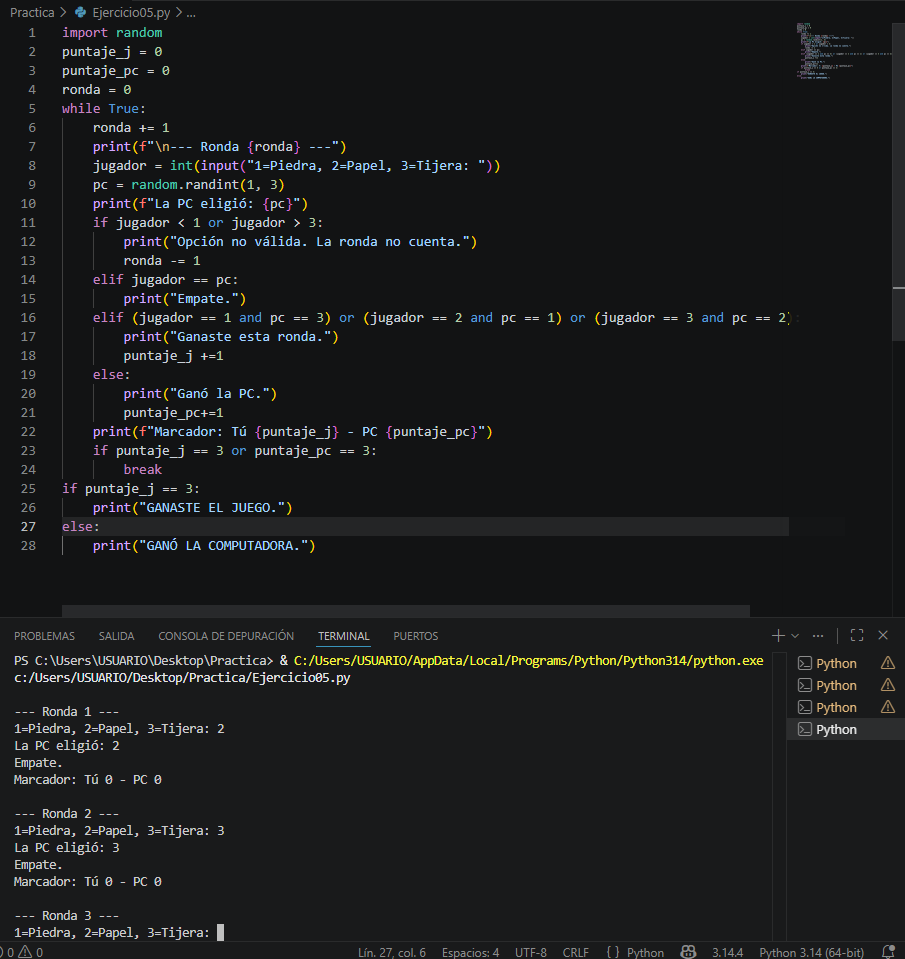 Practica > Ejercicio05.py > ...
1 import random
2 puntaje_j = 0
3 puntaje_pc = 0
4 ronda = 0
5 while True:
6     ronda += 1
7     print(f"\n--- Ronda {ronda} ---")
8     jugador = int(input("1=Piedra, 2=Papel, 3=Tijera: "))
9     pc = random.randint(1, 3)
10     print(f"La PC eligió: {pc}")
11     if jugador < 1 or jugador > 3:
12         print("Opción no válida. La ronda no cuenta.")
13         ronda -= 1
14     elif jugador == pc:
15         print("Empate.")
16     elif (jugador == 1 and pc == 3) or (jugador == 2 and pc == 1) or (jugador == 3 and pc == 2):
17         print("Ganaste esta ronda.")
18         puntaje_j +=1
19     else:
20         print("Ganó la PC.")
21         puntaje_pc+=1
22     print(f"Marcador: Tú {puntaje_j} - PC {puntaje_pc}")
23     if puntaje_j == 3 or puntaje_pc == 3:
24         break
25 if puntaje_j == 3:
26     print("GANASTE EL JUEGO.")
27 else:
28     print("GANÓ LA COMPUTADORA.")
PROBLEMAS SALIDA CONSOLA DE DEPURACIÓN TERMINAL PUERTOS
PS C:\Users\USUARIO\Desktop\Practica> & C:/Users/USUARIO/AppData/Local/Programs/Python/Python314/python.exe
c:/Users/USUARIO/Desktop/Practica/Ejercicio05.py
--- Ronda 1 ---
1=Piedra, 2=Papel, 3=Tijera: 2
La PC eligió: 2
Empate.
Marcador: Tú 0 - PC 0
--- Ronda 2 ---
1=Piedra, 2=Papel, 3=Tijera: 3
La PC eligió: 3
Empate.
Marcador: Tú 0 - PC 0
--- Ronda 3 ---
1=Piedra, 2=Papel, 3=Tijera:
Python
Python
Python
Python
0 0 Lín. 27, col. 6 Espacios: 4 UTF-8 CRLF { } Python 3.14.4 Python 3.14 (64-bit)